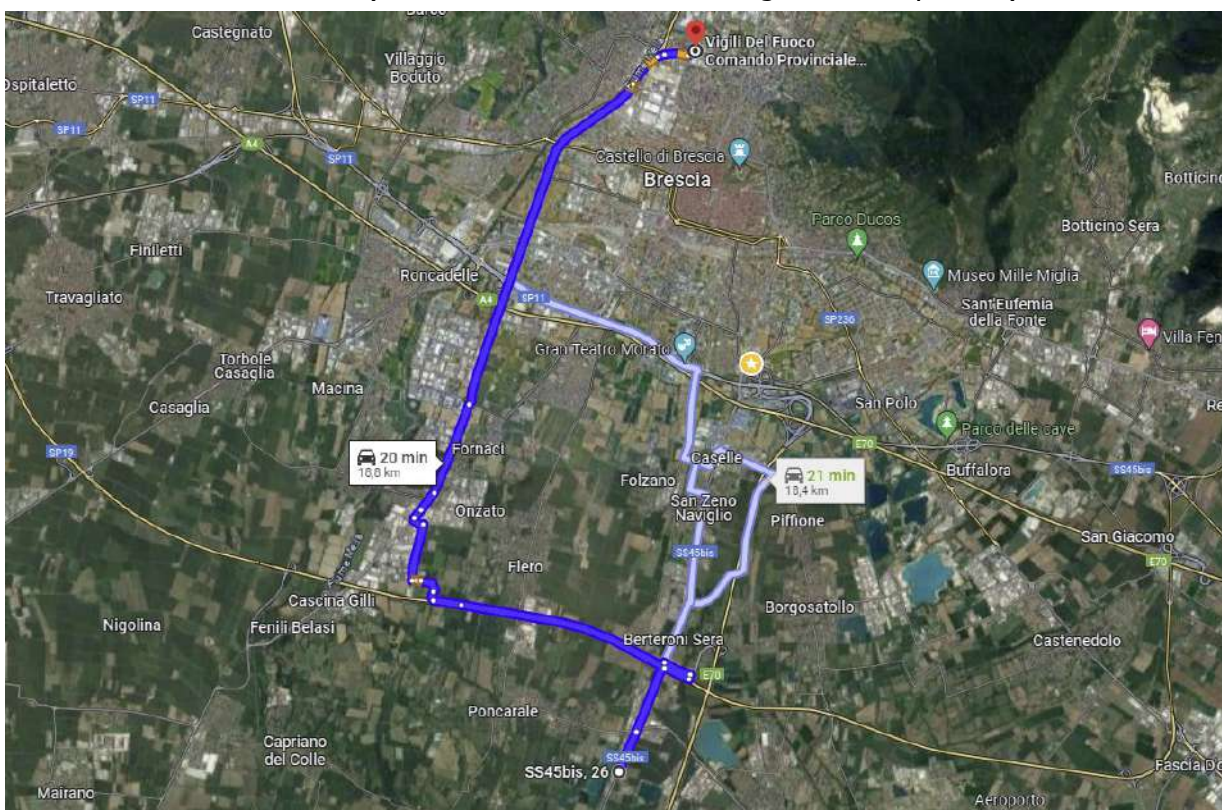 Castegnato
Villaggio
Boduto
Vigili Del Fuoco
Comando Provinciale...
Ospitaletto
SP11
SP11
A4
SP11
Castello di Brescia
Brescia
Botticino
Parco Ducos
Botticino Sera
Finiletti
Roncadelle
Museo Mille Miglia
Travagliato
A4
SP11
SP236
Sant'Eufemia
della Fonte
Gran Teatro Morato
Villa Fen
Torbole
Casaglia
Macina
Casaglia
San Polo
Re
Parco delle cave
SP19
20 min
18,8 km
Fornaci
E70
Caselle
Buffalora
SS45bis
Folzano
21 min
18,4 km
San Zeno
Naviglio
Onzato
Piffione
San Giacomo
SS45bis
E70
Flero
Cascina Gilli
Borgosatollo
Nigolina
Fenili Belasi
Berteroni Sera
Castenedolo
E70
Poncarale
Capriano
del Colle
SS45bis
SS45bis, 26
Fascia Do
Mairano
Aeroporto